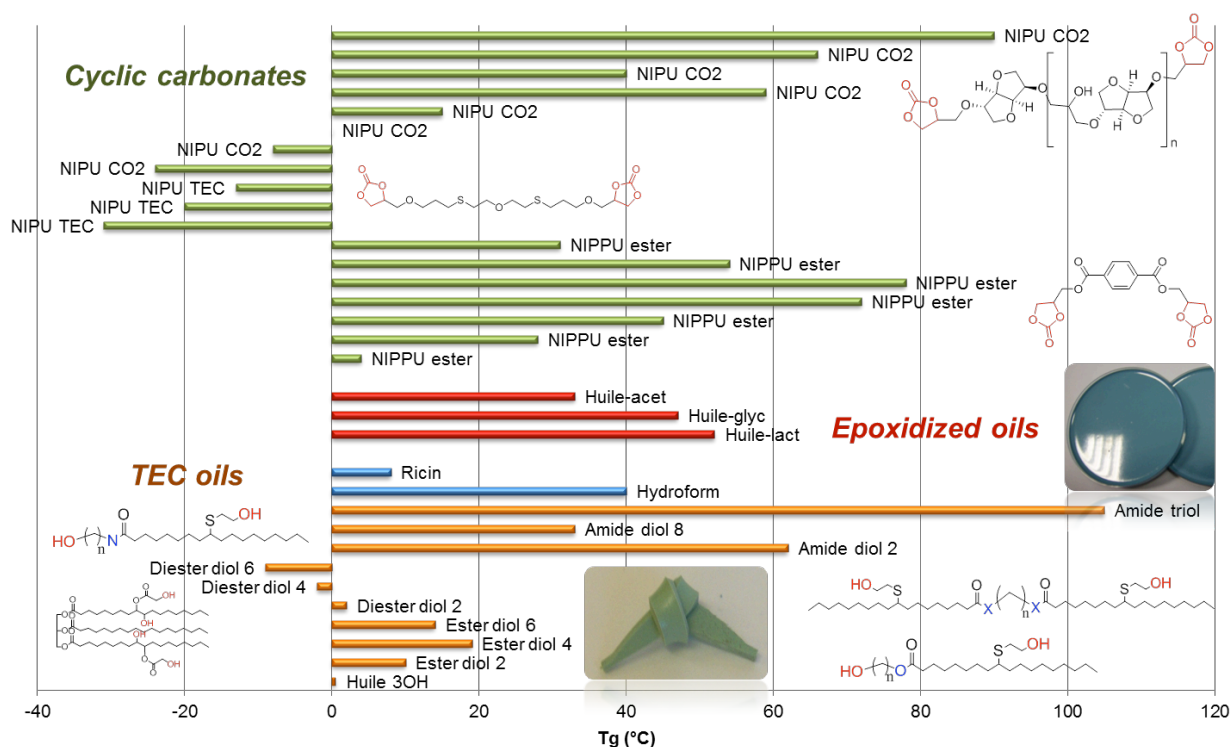 NIPU CO2
NIPU CO2
Cyclic carbonates
NIPU CO2
NIPU CO2
NIPU CO2
NIPU CO2
NIPU CO2
NIPU CO2
NIPU TEC
NIPU TEC
NIPU TEC
NIPPU ester
NIPPU ester
NIPPU ester
NIPPU ester
NIPPU ester
NIPPU ester
NIPPU ester
Huile-acet
Huile-glyc
Epoxidized oils
Huile-lact
TEC oils
Ricin
Hydroform
Amide triol
Amide diol 8
Amide diol 2
Diester diol 6
Diester diol 4
Diester diol 2
Ester diol 6
Ester diol 4
Ester diol 2
Huile 3OH
-40 -20 0 20 40 60 80 100 120
Tg (°C)